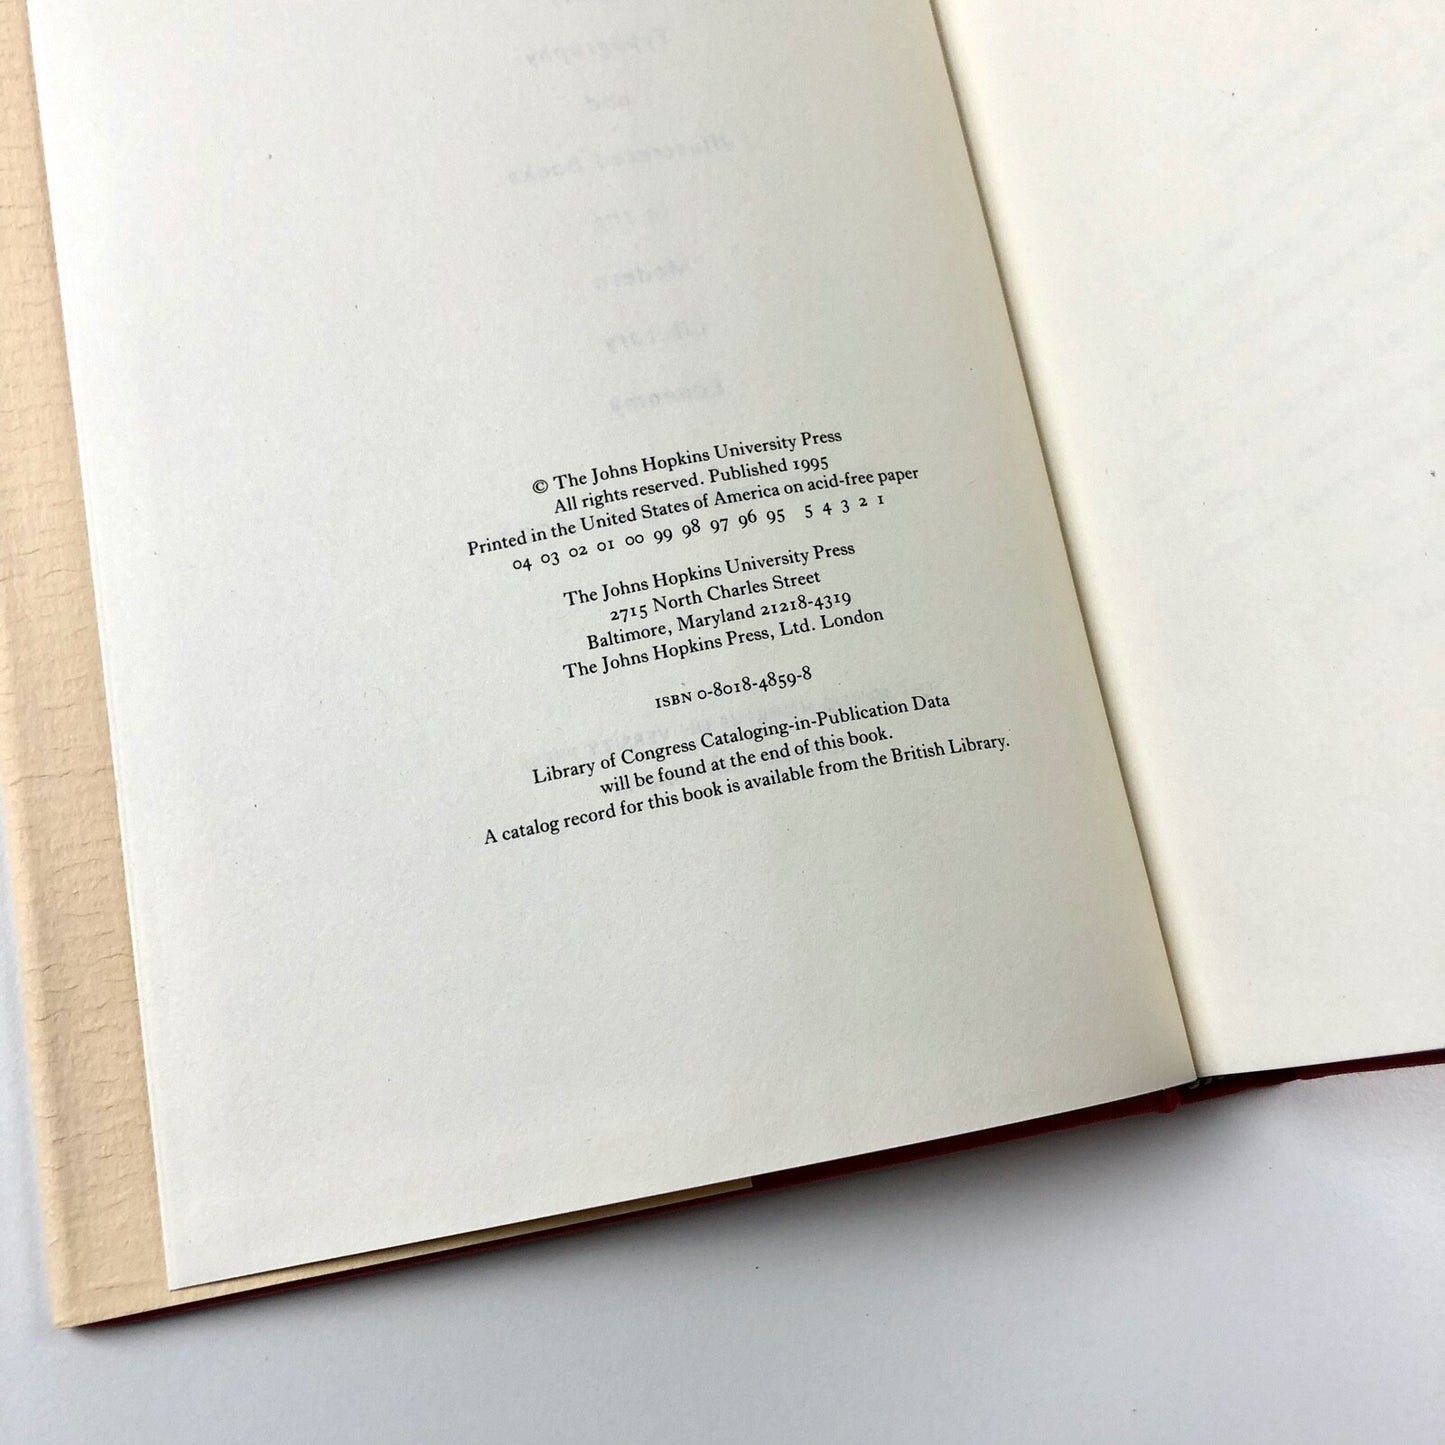 © The Johns Hopkins University Press
All rights reserved. Published 1995
Printed in the United States of America on acid-free paper
04 03 02 01 00 99 98 97 96 95 5 4 3 2 1
The Johns Hopkins University Press
2715 North Charles Street
Baltimore, Maryland 21218-4319
The Johns Hopkins Press, Ltd. London
ISBN 0-8018-4859-8
Library of Congress Cataloging-in-Publication Data
will be found at the end of this book.
A catalog record for this book is available from the British Library.